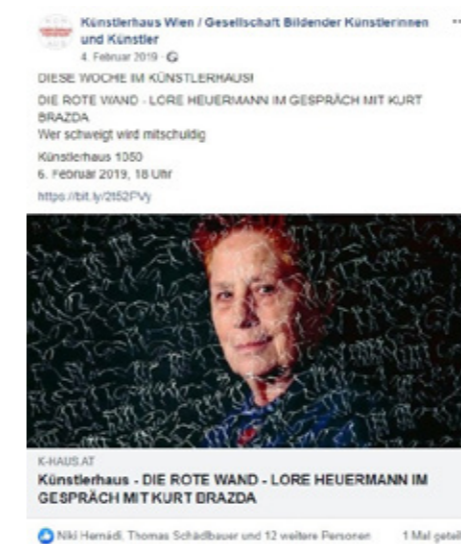 Künstlerhaus Wien / Gesellschaft Bildender Künstlerinnen
und Künstler
4. Februar 2019 ·
DIESE WOCHE IM KÜNSTLERHAUS!
DIE ROTE WAND - LORE HEUERMANN IM GESPRÄCH MIT KURT
BRAZDA
Wer schweigt wird mitschuldig
Künstlerhaus 1050
6. Februar 2019, 18 Uhr
https://bit.ly/2t52PVy
K-HAUS.AT
Künstlerhaus - DIE ROTE WAND - LORE HEUERMANN IM
GESPRÄCH MIT KURT BRAZDA
Niki Hernádi, Thomas Schädlbauer und 12 weitere Personen 1 Mal geteil